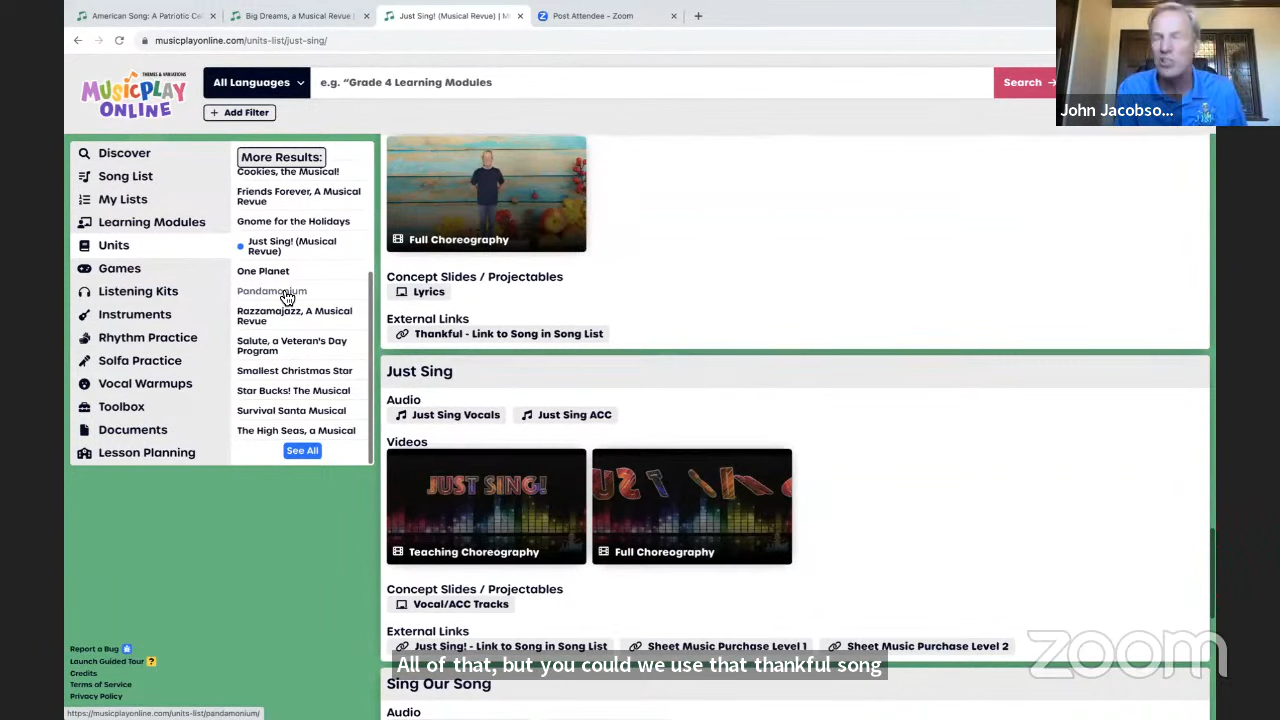 American Song: A Patriotic Ce
Big Dreams, a Musical Revue |
Just Sing! (Musical Revue) | M
Post Attendee - Zoom
musicplayonline.com/units-list/just-sing/
THEMES & VARIATIONS
MUSICPLAY
ONLINE
All Languages
e.g. “Grade 4 Learning Modules
Search →
+ Add Filter
John Jacobso...
Discover
Song List
My Lists
Learning Modules
Units
Games
Listening Kits
Instruments
Rhythm Practice
Solfa Practice
Vocal Warmups
Toolbox
Documents
Lesson Planning
More Results:
Cookies, the Musical!
Friends Forever, A Musical
Revue
Gnome for the Holidays
Just Sing! (Musical
Revue)
One Planet
Pandamonium
Razzamajazz, A Musical
Revue
Salute, a Veteran's Day
Program
Smallest Christmas Star
Star Bucks! The Musical
Survival Santa Musical
The High Seas, a Musical
See All
Full Choreography
Concept Slides / Projectables
Lyrics
External Links
Thankful - Link to Song in Song List
Just Sing
Audio
Just Sing Vocals
Just Sing ACC
Videos
JUST SING!
Teaching Choreography
Full Choreography
Concept Slides / Projectables
Vocal/ACC Tracks
External Links
Just Sing! - Link to Song in Song List
Sheet Music Purchase Level 1
Sheet Music Purchase Level 2
All of that, but you could we use that thankful song
zoom
Sing Our Song
Audio
Report a Bug
Launch Guided Tour ?
Credits
Terms of Service
Privacy Policy
https://musicplayonline.com/units-list/pandamonium/